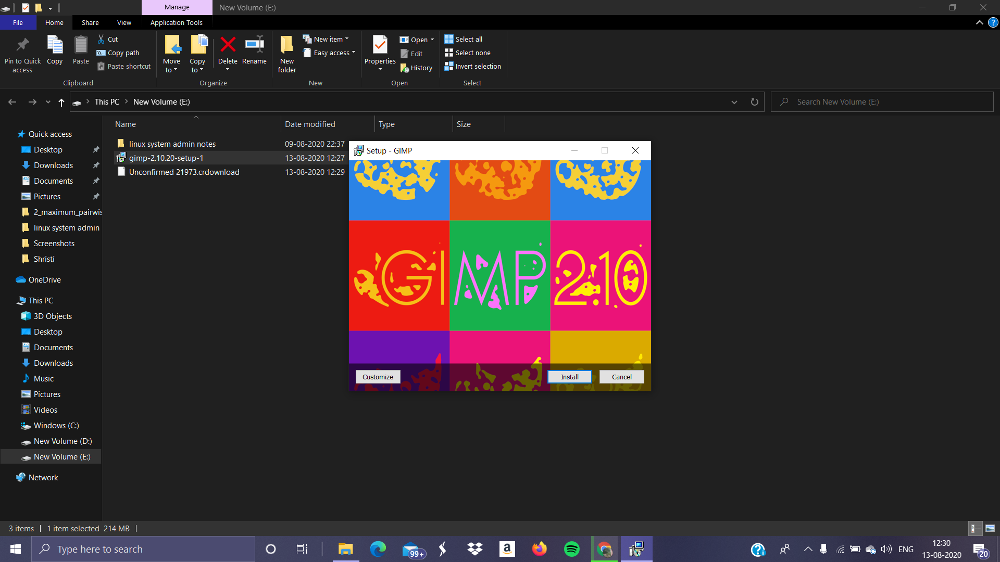 Manage
New Volume (E:)
File
Home
Share
View
Application Tools
Pin to Quick access
Copy
Paste
Cut
Copy path
Paste shortcut
Clipboard
Move to
Copy to
Delete
Rename
Organize
New folder
New item
Easy access
New
Properties
Open
Edit
History
Open
Select all
Select none
Invert selection
Select
This PC
New Volume (E:)
Search New Volume (E:)
Name
Date modified
Type
Size
linux system admin notes 09-08-2020 22:37
gimp-2.10.20-setup-1 13-08-2020 12:27
Unconfirmed 21973.crdownload 13-08-2020 12:29
Quick access
Desktop
Downloads
Documents
Pictures
2_maximum_pairwis
linux system admin
Screenshots
Shristi
OneDrive
This PC
3D Objects
Desktop
Documents
Downloads
Music
Pictures
Videos
Windows (C:)
New Volume (D:)
New Volume (E:)
Network
Setup - GIMP
GIMP 2.10
Customize
Install
Cancel
3 items
1 item selected 214 MB
Type here to search
99+
a
ENG
12:30
13-08-2020
20